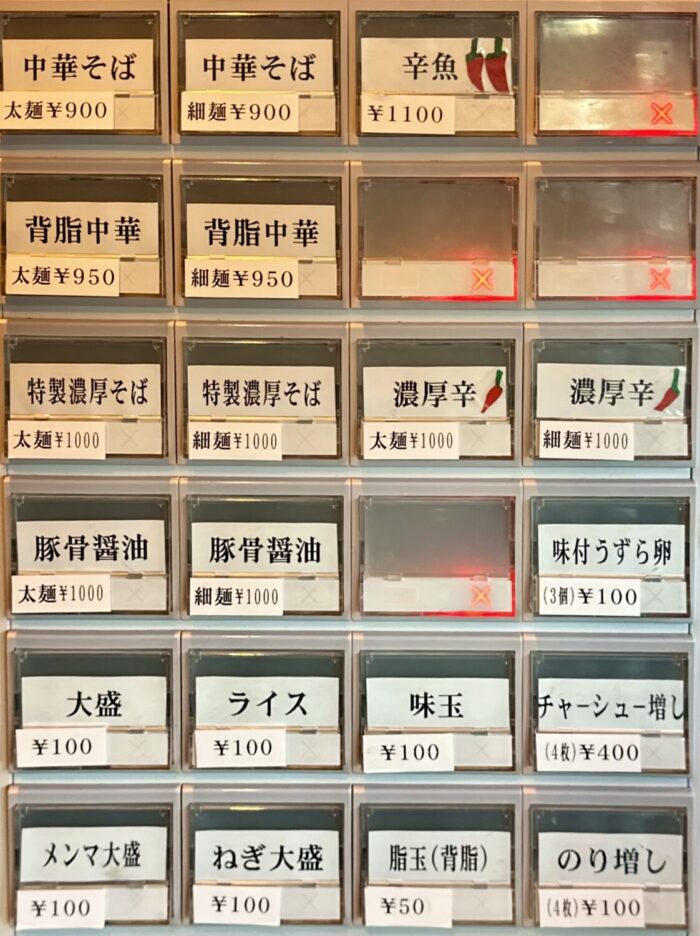 中華そば
太麺¥900
中華そば
細麺¥900
辛魚
¥1100
背脂中華
太麺¥950
背脂中華
細麺¥950
特製濃厚そば
太麺¥1000
特製濃厚そば
細麺¥1000
濃厚辛
太麺¥1000
濃厚辛
細麺¥1000
豚骨醤油
太麺¥1000
豚骨醤油
細麺¥1000
味付うずら卵
(3個)¥100
大盛
¥100
ライス
¥100
味玉
¥100
チャーシュー増し
(4枚)¥400
メンマ大盛
¥100
ねぎ大盛
¥100
脂玉(背脂)
¥50
のり増し
(4枚)¥100